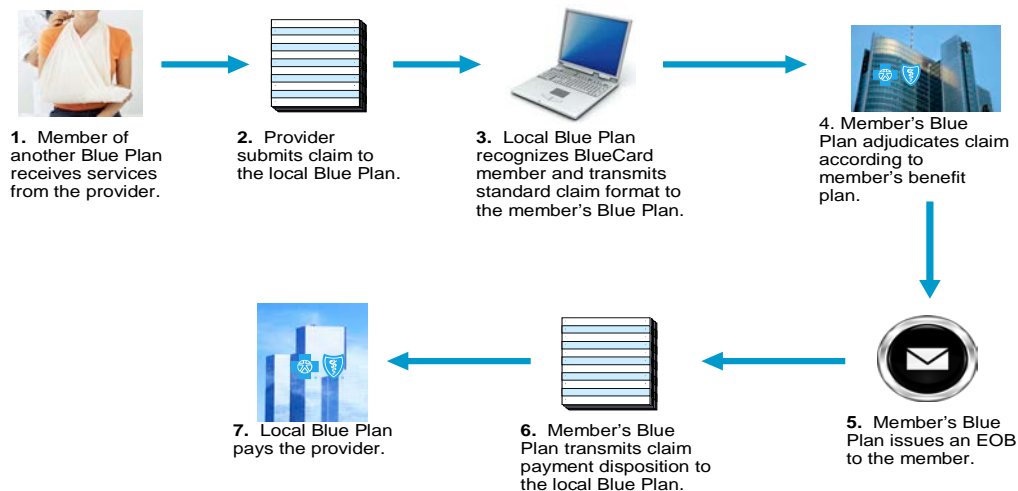 1. Member of
another Blue Plan
receives services
from the provider.
2. Provider
submits claim to
the local Blue Plan.
3. Local Blue Plan
recognizes BlueCard
member and transmits
standard claim format to
the member's Blue Plan.
4. Member's Blue
Plan adjudicates claim
according to
member's benefit
plan.
5. Member's Blue
Plan issues an EOB
to the member.
6. Member's Blue
Plan transmits claim
payment disposition to
the local Blue Plan.
7. Local Blue Plan
pays the provider.